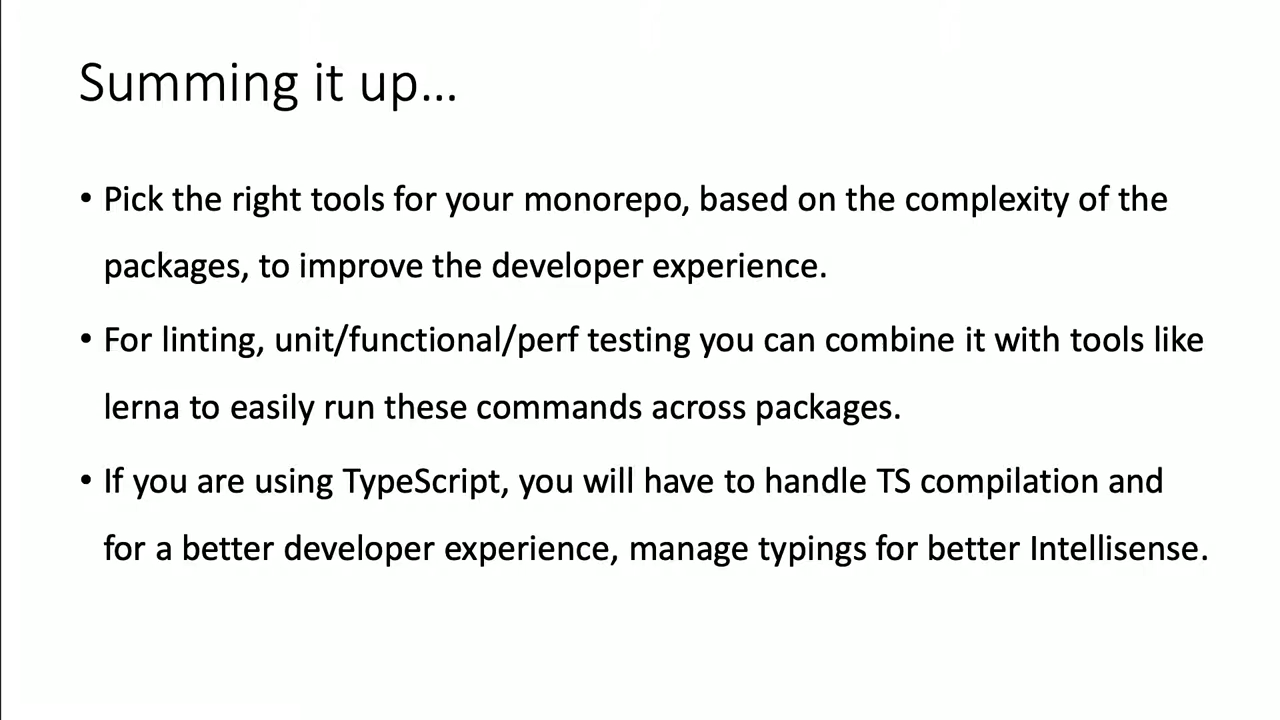 Summing it up...
• Pick the right tools for your monorepo, based on the complexity of the
packages, to improve the developer experience.
• For linting, unit/functional/perf testing you can combine it with tools like
lerna to easily run these commands across packages.
• If you are using TypeScript, you will have to handle TS compilation and
for a better developer experience, manage typings for better Intellisense.